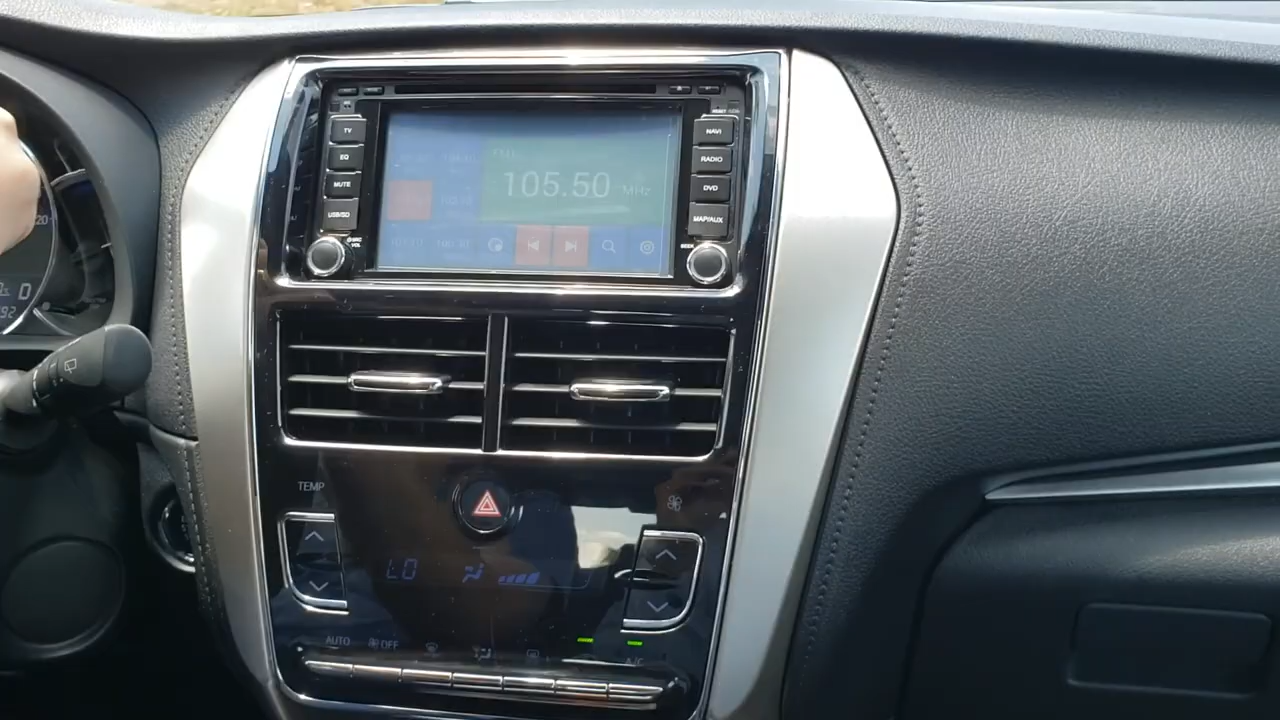 TV
EQ
MUTE
USB/SD
NAVI
RADIO
DVD
MAP/AUX
105.50 MHz
TEMP
LO
AUTO
OFF
A/C